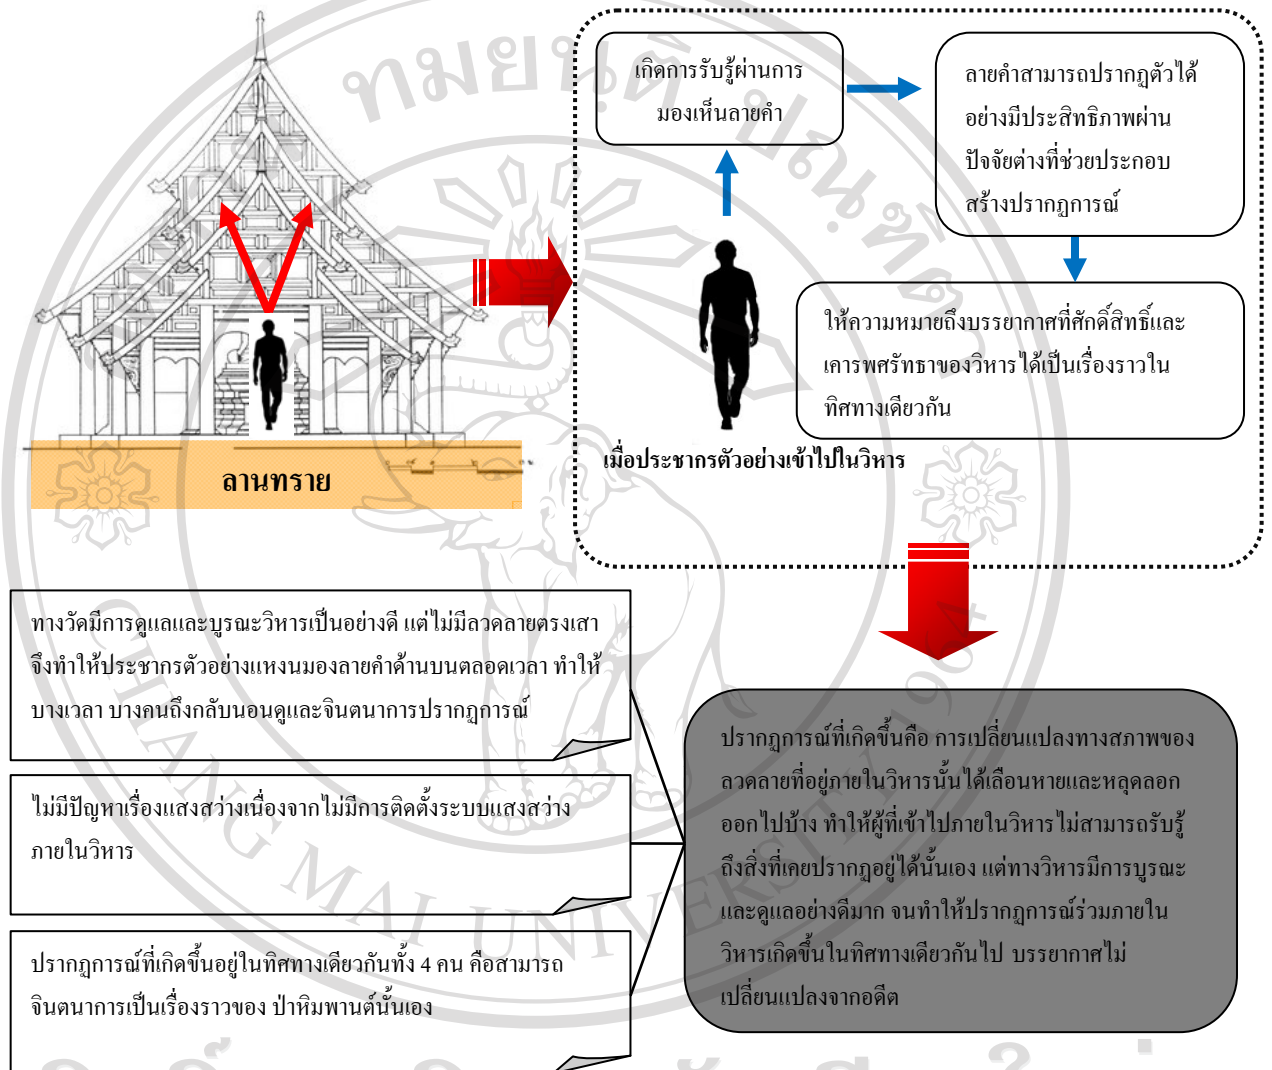 เกิดการรับรู้ผ่านการ
มองเห็นลายคำ
ลายคำสามารถปรากฏตัวได้
อย่างมีประสิทธิภาพผ่าน
ปัจจัยต่างที่ช่วยประกอบ
สร้างปรากฏการณ์
ให้ความหมายถึงบรรยากาศที่ศักดิ์สิทธิ์และ
เคารพศรัทธาของวิหารได้เป็นเรื่องราวใน
ทิศทางเดียวกัน
เมื่อประชากรตัวอย่างเข้าไปในวิหาร
ลานทราย
ทางวัดมีการดูแลและบูรณะวิหารเป็นอย่างดี แต่ไม่มีลวดลายตรงเสา
จึงทำให้ประชากรตัวอย่างแหงนมองลายคำด้านบนตลอดเวลา ทำให้
บางเวลา บางคนถึงกลับนอนดูและจินตนาการปรากฏการณ์
ไม่มีปัญหาเรื่องแสงสว่างเนื่องจากไม่มีการติดตั้งระบบแสงสว่าง
ภายในวิหาร
ปรากฏการณ์ที่เกิดขึ้นอยู่ในทิศทางเดียวกันทั้ง 4 คน คือสามารถ
จินตนาการเป็นเรื่องราวของ ป่าหิมพานต์นั้นเอง
ปรากฏการณ์ที่เกิดขึ้นคือ การเปลี่ยนแปลงทางสภาพของ
ลวดลายที่อยู่ภายในวิหารนั้นได้เลือนหายและหลุดลอก
ออกไปบ้าง ทำให้ผู้ที่เข้าไปภายในวิหารไม่สามารถรับรู้
ถึงสิ่งที่เคยปรากฏอยู่ได้นั้นเอง แต่ทางวิหารมีการบูรณะ
และดูแลอย่างดีมาก จนทำให้ปรากฏการณ์ร่วมภายใน
วิหารเกิดขึ้นในทิศทางเดียวกันไป บรรยากาศไม่
เปลี่ยนแปลงจากอดีต
CHIANG MAI UNIVERSITY 1964